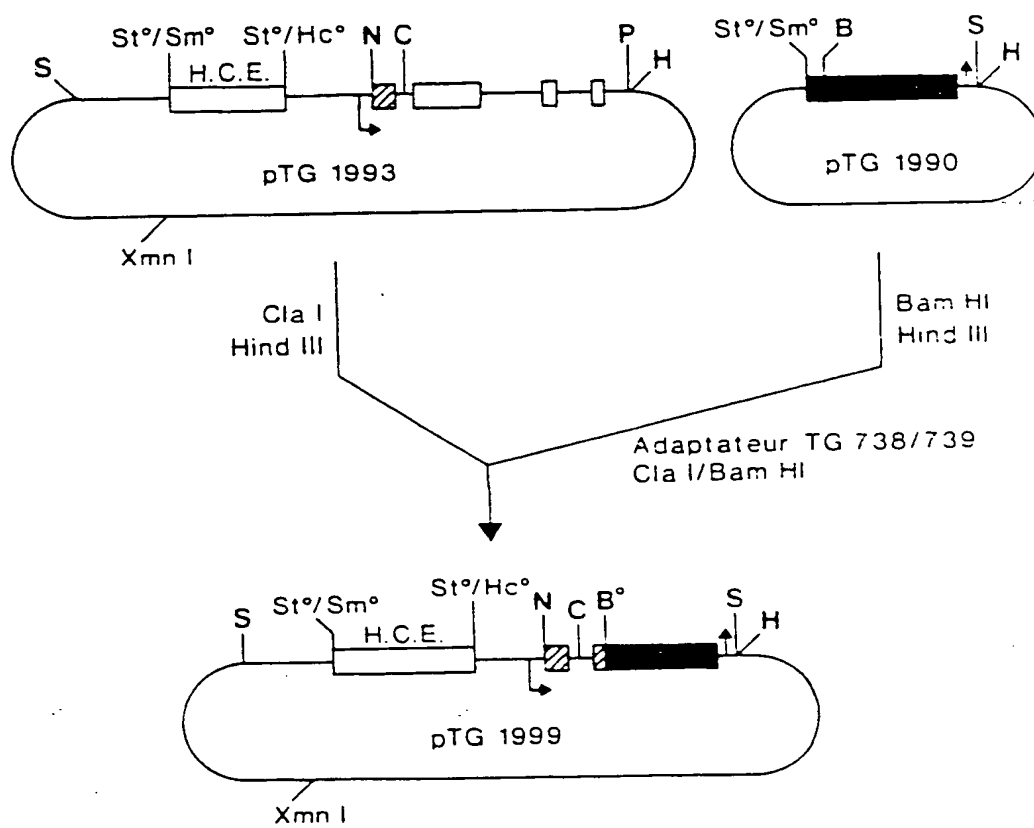 S St°/Sm° H.C.E. St°/Hc° N C P H
pTG 1993
Xmn I
St°/Sm° B S H
pTG 1990
Cla I
Hind III
Bam HI
Hind III
Adaptateur TG 738/739
Cla I/Bam HI
S St°/Sm° H.C.E. St°/Hc° N C B° S H
pTG 1999
Xmn I